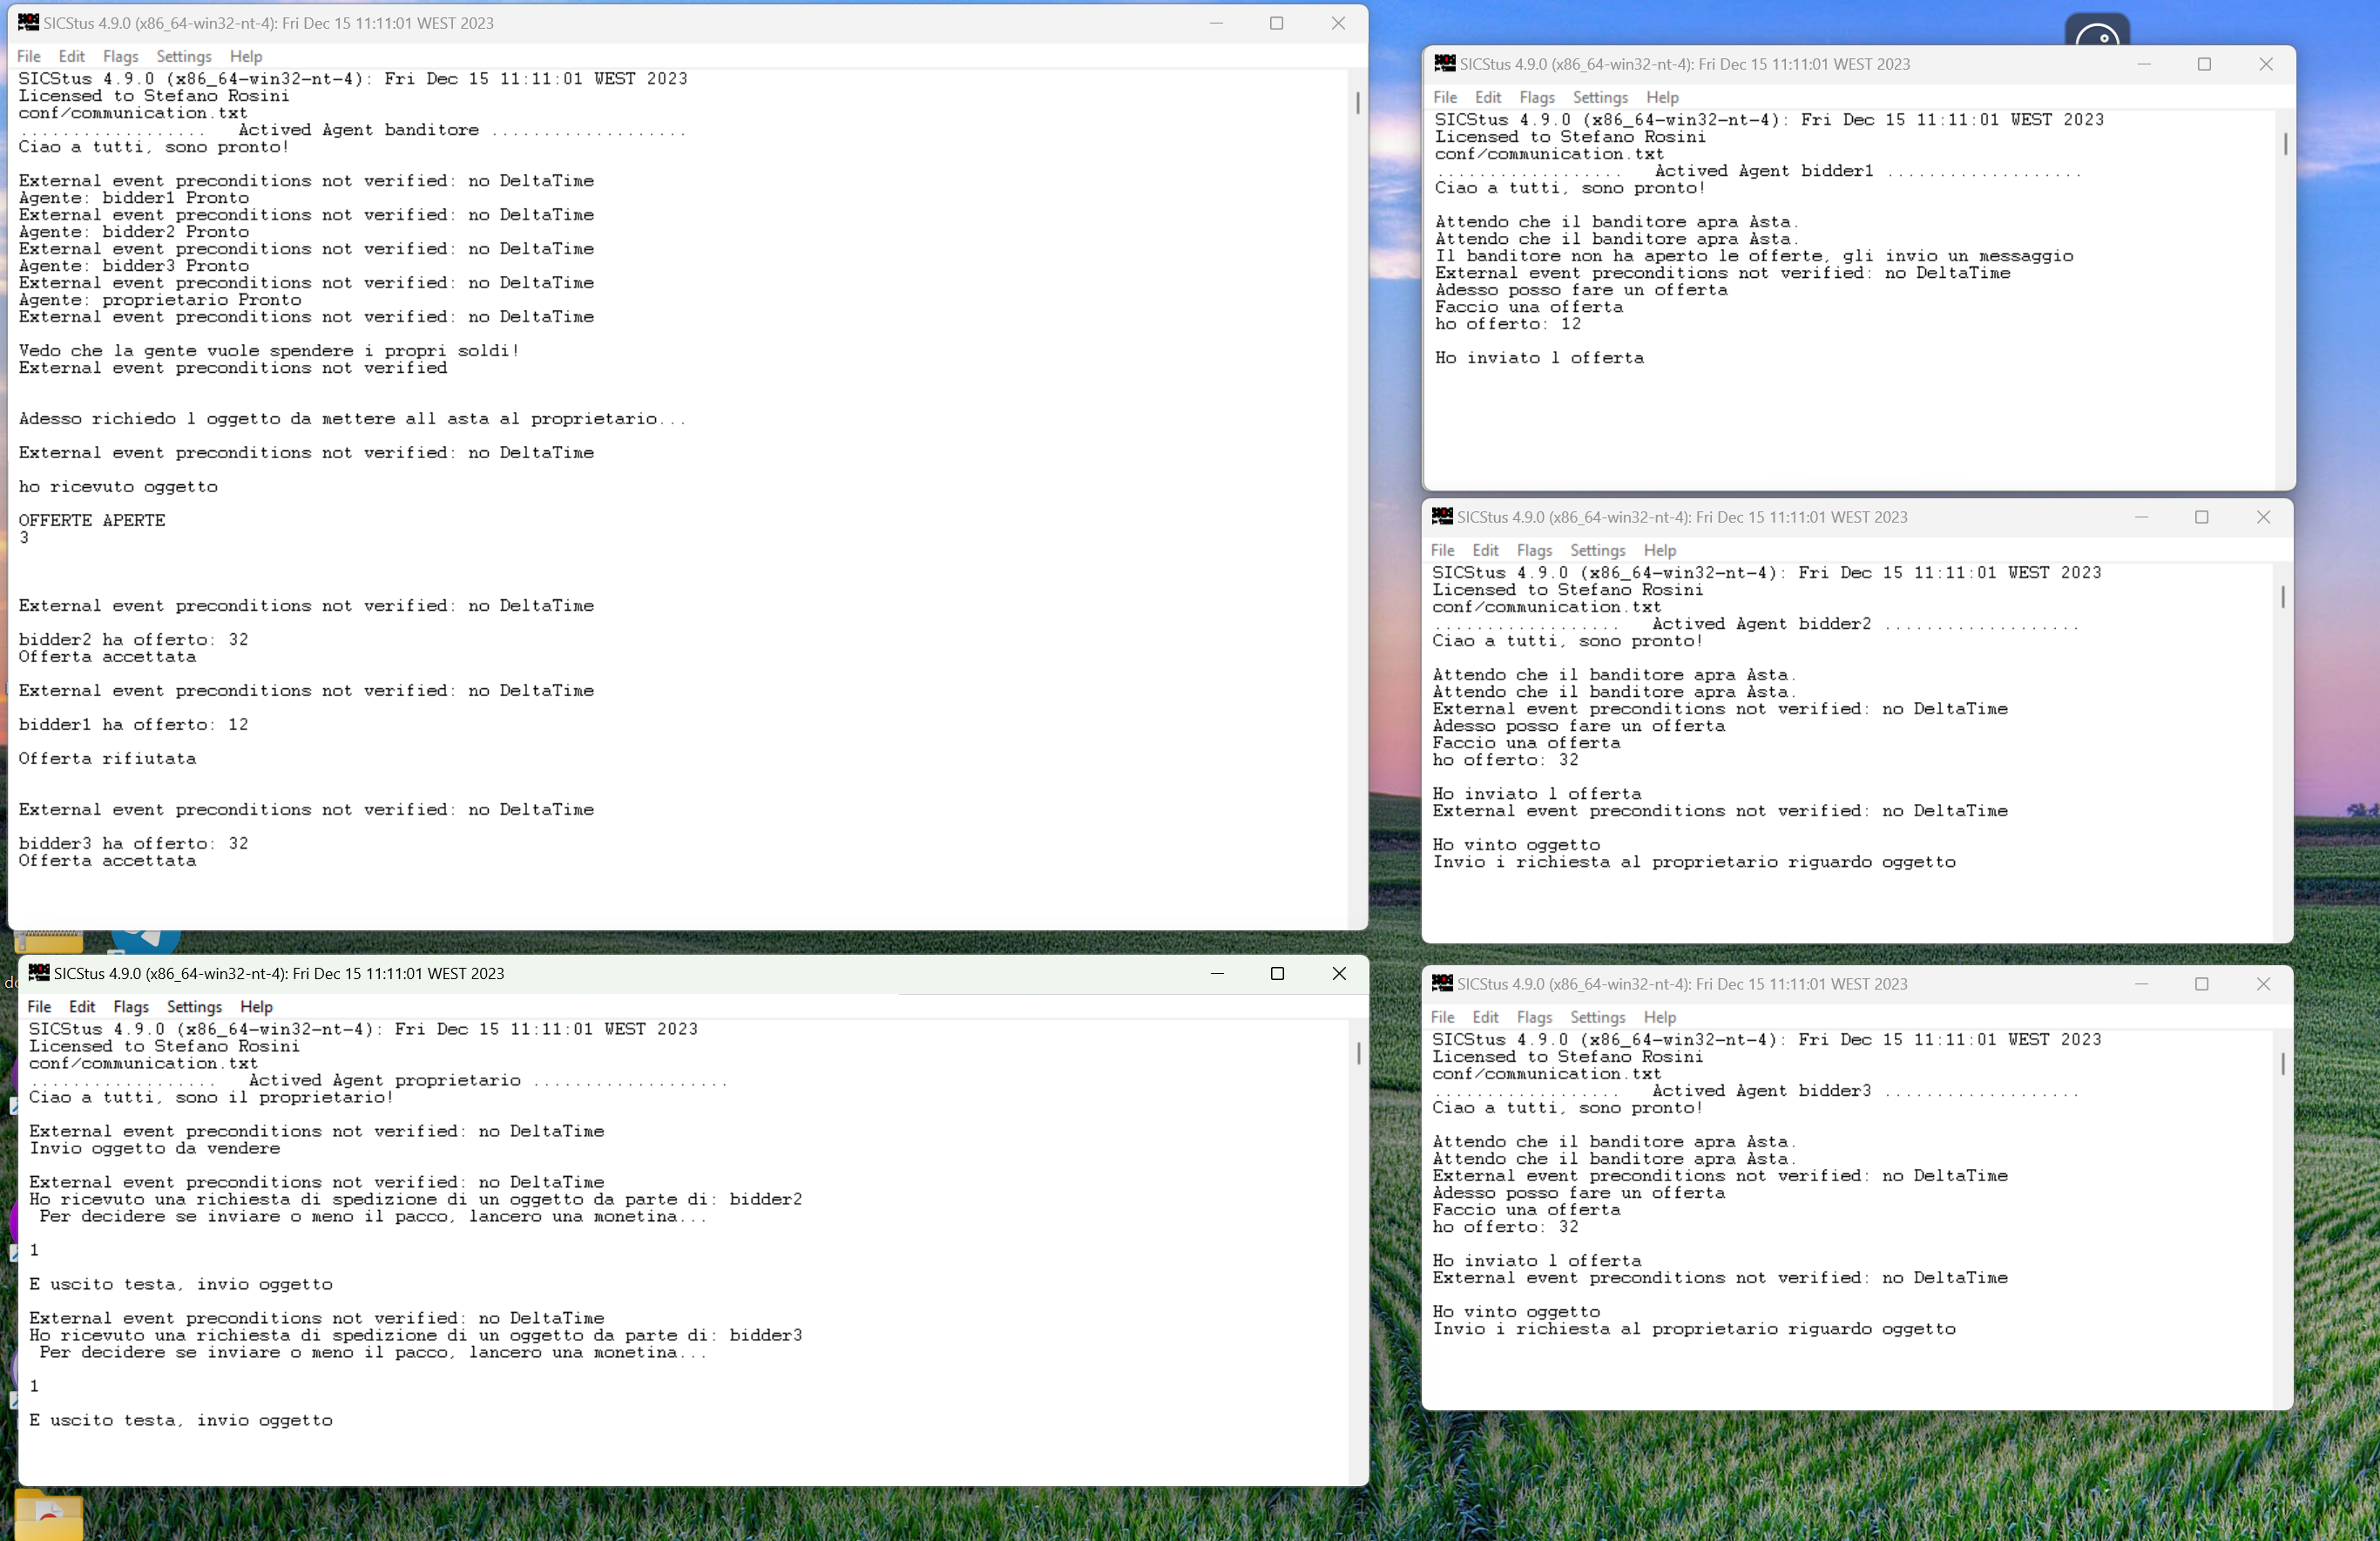 SICStus 4.9.0 (x86_64-win32-nt-4): Fri Dec 15 11:11:01 WEST 2023
File Edit Flags Settings Help
SICStus 4.9.0 (x86_64-win32-nt-4): Fri Dec 15 11:11:01 WEST 2023
Licensed to Stefano Rosini
conf/communication.txt
.................. Actived Agent banditore ...................
Ciao a tutti, sono pronto!
External event preconditions not verified: no DeltaTime
Agente: bidder1 Pronto
External event preconditions not verified: no DeltaTime
Agente: bidder2 Pronto
External event preconditions not verified: no DeltaTime
Agente: bidder3 Pronto
External event preconditions not verified: no DeltaTime
Agente: proprietario Pronto
External event preconditions not verified: no DeltaTime
Vedo che la gente vuole spendere i propri soldi!
External event preconditions not verified
Adesso richiedo l oggetto da mettere all asta al proprietario...
External event preconditions not verified: no DeltaTime
ho ricevuto oggetto
OFFERTE APERTE
3
External event preconditions not verified: no DeltaTime
bidder2 ha offerto: 32
Offerta accettata
External event preconditions not verified: no DeltaTime
bidder1 ha offerto: 12
Offerta rifiutata
External event preconditions not verified: no DeltaTime
bidder3 ha offerto: 32
Offerta accettata
SICStus 4.9.0 (x86_64-win32-nt-4): Fri Dec 15 11:11:01 WEST 2023
File Edit Flags Settings Help
SICStus 4.9.0 (x86_64-win32-nt-4): Fri Dec 15 11:11:01 WEST 2023
Licensed to Stefano Rosini
conf/communication.txt
.................. Actived Agent proprietario ...................
Ciao a tutti, sono il proprietario!
External event preconditions not verified: no DeltaTime
Invio oggetto da vendere
External event preconditions not verified: no DeltaTime
Ho ricevuto una richiesta di spedizione di un oggetto da parte di: bidder2
Per decidere se inviare o meno il pacco, lancero una monetina...
1
E uscito testa, invio oggetto
External event preconditions not verified: no DeltaTime
Ho ricevuto una richiesta di spedizione di un oggetto da parte di: bidder3
Per decidere se inviare o meno il pacco, lancero una monetina...
1
E uscito testa, invio oggetto
SICStus 4.9.0 (x86_64-win32-nt-4): Fri Dec 15 11:11:01 WEST 2023
File Edit Flags Settings Help
SICStus 4.9.0 (x86_64-win32-nt-4): Fri Dec 15 11:11:01 WEST 2023
Licensed to Stefano Rosini
conf/communication.txt
.................. Actived Agent bidder1 ...................
Ciao a tutti, sono pronto!
Attendo che il banditore apra Asta.
Attendo che il banditore apra Asta.
Il banditore non ha aperto le offerte, gli invio un messaggio
External event preconditions not verified: no DeltaTime
Adesso posso fare un offerta
Faccio una offerta
ho offerto: 12
Ho inviato l offerta
SICStus 4.9.0 (x86_64-win32-nt-4): Fri Dec 15 11:11:01 WEST 2023
File Edit Flags Settings Help
SICStus 4.9.0 (x86_64-win32-nt-4): Fri Dec 15 11:11:01 WEST 2023
Licensed to Stefano Rosini
conf/communication.txt
.................. Actived Agent bidder2 ...................
Ciao a tutti, sono pronto!
Attendo che il banditore apra Asta.
Attendo che il banditore apra Asta.
External event preconditions not verified: no DeltaTime
Adesso posso fare un offerta
Faccio una offerta
ho offerto: 32
Ho inviato l offerta
External event preconditions not verified: no DeltaTime
Ho vinto oggetto
Invio i richiesta al proprietario riguardo oggetto
SICStus 4.9.0 (x86_64-win32-nt-4): Fri Dec 15 11:11:01 WEST 2023
File Edit Flags Settings Help
SICStus 4.9.0 (x86_64-win32-nt-4): Fri Dec 15 11:11:01 WEST 2023
Licensed to Stefano Rosini
conf/communication.txt
.................. Actived Agent bidder3 ...................
Ciao a tutti, sono pronto!
Attendo che il banditore apra Asta.
Attendo che il banditore apra Asta.
External event preconditions not verified: no DeltaTime
Adesso posso fare un offerta
Faccio una offerta
ho offerto: 32
Ho inviato l offerta
External event preconditions not verified: no DeltaTime
Ho vinto oggetto
Invio i richiesta al proprietario riguardo oggetto